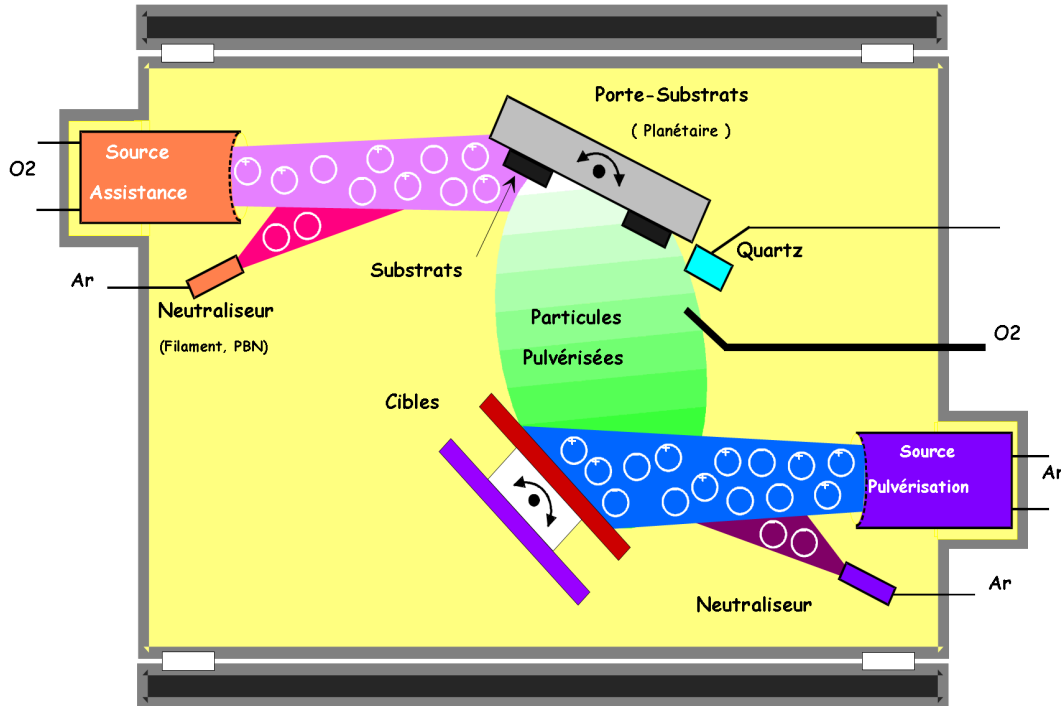 Porte-Substrats
( Planétaire )
Source
Assistance
O2
Quartz
Substrats
Ar
Neutraliseur
(Filament, PBN)
Particules
Pulvérisées
O2
Cibles
Source
Pulvérisation
Ar
Neutraliseur
Ar